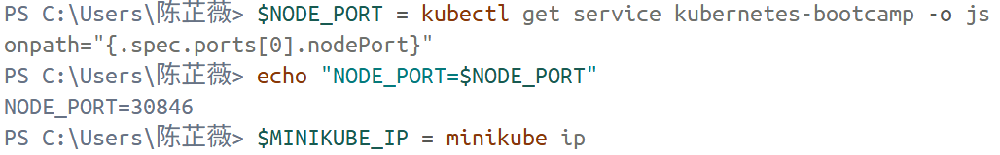 PS C:\Users\陈芷薇> $NODE_PORT = kubectl get service kubernetes-bootcamp -o js
onpath="{.spec.ports[0].nodePort}"
PS C:\Users\陈芷薇> echo "NODE_PORT=$NODE_PORT"
NODE_PORT=30846
PS C:\Users\陈芷薇> $MINIKUBE_IP = minikube ip